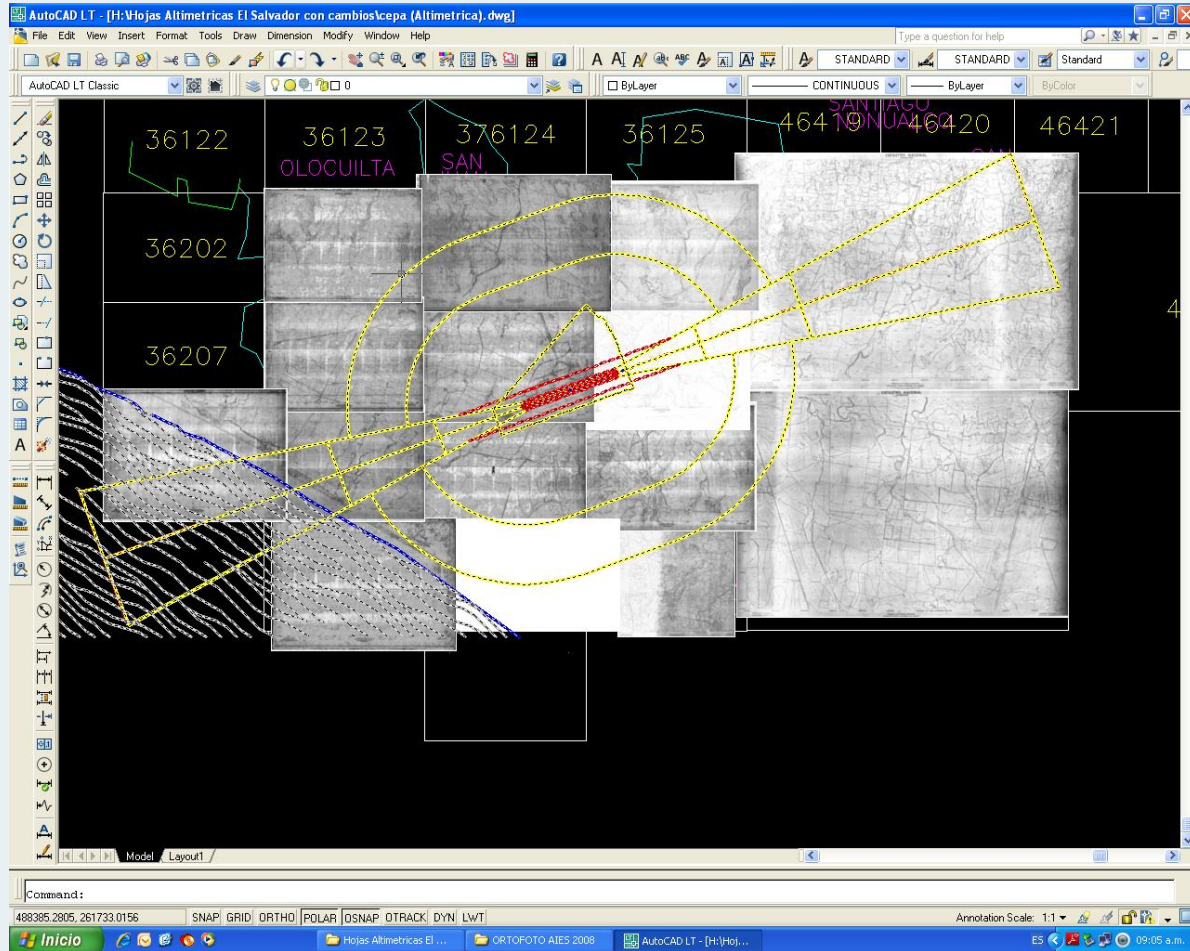 AutoCAD LT - [H:\Hojas Altimetricas El Salvador con cambios\cepa (Altimetrica).dwg]
File Edit View Insert Format Tools Draw Dimension Modify Window Help
Type a question for help
STANDARD STANDARD Standard
AutoCAD LT Classic 0 ByLayer CONTINUOUS ByLayer ByColor
SANTIAGO
NONUALCO
36122 36123 376124 36125 46419 46420 46421
OLOCUILTA SAN
36202
36207
4
Model Layout1
Command:
488385.2805, 261733.0156 SNAP GRID ORTHO POLAR OSNAP OTRACK DYN LWT Annotation Scale: 1:1
Inicio Hojas Altimetricas El ... ORTOFOTO AIES 2008 AutoCAD LT - [H:\Hoj... ES 09:05 a.m.